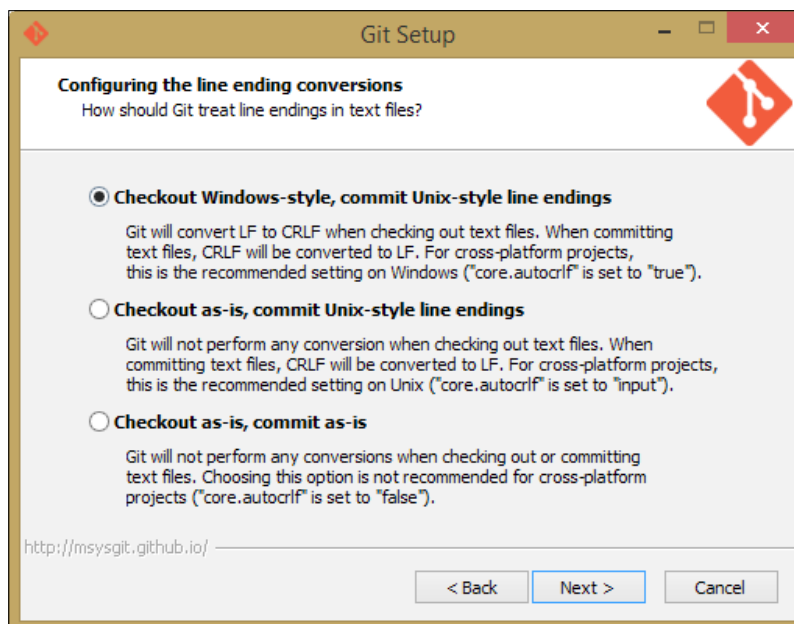 Git Setup
Configuring the line ending conversions
How should Git treat line endings in text files?
Checkout Windows-style, commit Unix-style line endings
Git will convert LF to CRLF when checking out text files. When committing
text files, CRLF will be converted to LF. For cross-platform projects,
this is the recommended setting on Windows ("core.autocrlf" is set to "true").
Checkout as-is, commit Unix-style line endings
Git will not perform any conversion when checking out text files. When
committing text files, CRLF will be converted to LF. For cross-platform projects,
this is the recommended setting on Unix ("core.autocrlf" is set to "input").
Checkout as-is, commit as-is
Git will not perform any conversions when checking out or committing
text files. Choosing this option is not recommended for cross-platform
projects ("core.autocrlf" is set to "false").
http://msysgit.github.io/
< Back Next > Cancel